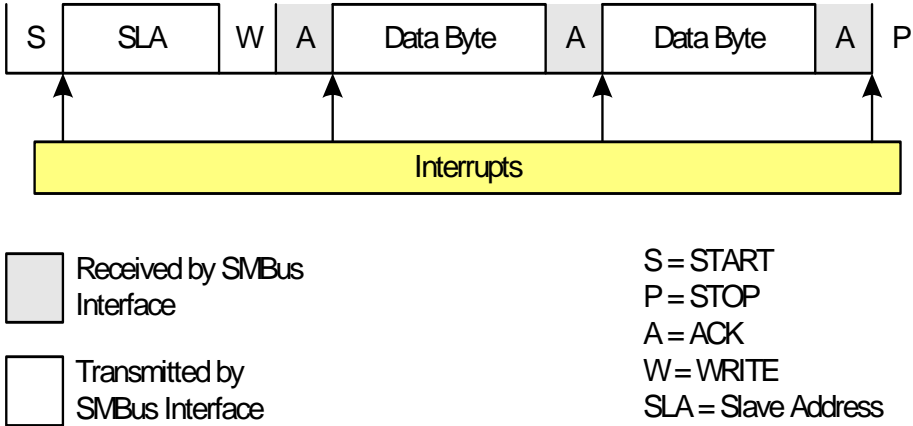 S SLA W A Data Byte A Data Byte A P
Interrupts
Received by SMBus
Interface
Transmitted by
SMBus Interface
S = START
P = STOP
A = ACK
W = WRITE
SLA = Slave Address